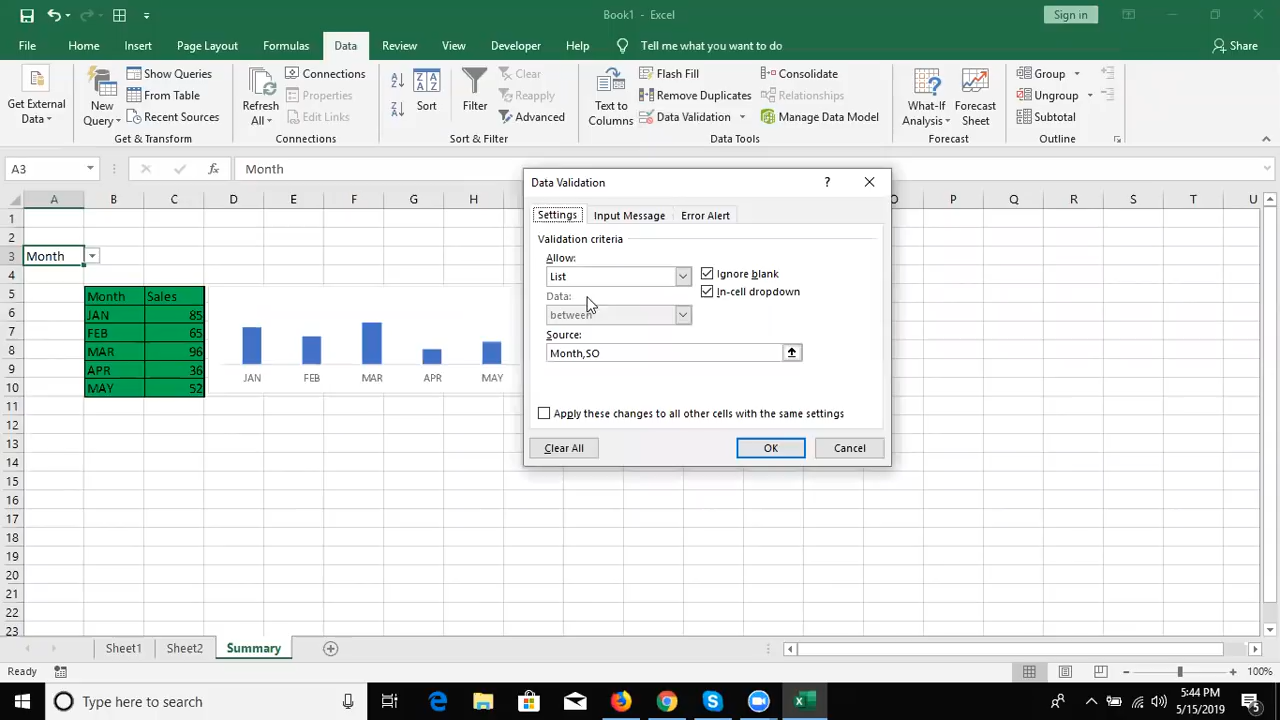 Book1 - Excel
Sign in
File Home Insert Page Layout Formulas Data Review View Developer Help Tell me what you want to do Share
Get External Data
New Query
Show Queries
From Table
Recent Sources
Get & Transform
Refresh All
Connections
Properties
Edit Links
Connections
Sort
Filter
Clear
Reapply
Advanced
Sort & Filter
Text to Columns
Flash Fill
Remove Duplicates
Data Validation
Consolidate
Relationships
Manage Data Model
Data Tools
What-If Analysis
Forecast Sheet
Forecast
Group
Ungroup
Subtotal
Outline
A3 fx Month
A B C D E F G H O P Q R S T U
1
2
3 Month
4
5 Month Sales
6 JAN 85
7 FEB 65
8 MAR 96
9 APR 36
10 MAY 52
11
12
13
14
15
16
17
18
19
20
21
22
23
JAN FEB MAR APR MAY
Data Validation ?
Settings Input Message Error Alert
Validation criteria
Allow:
List
Ignore blank
Data:
In-cell dropdown
between
Source:
Month,SO
Apply these changes to all other cells with the same settings
Clear All OK Cancel
Sheet1 Sheet2 Summary
Ready 100%
Type here to search
5:44 PM
5/15/2019
5